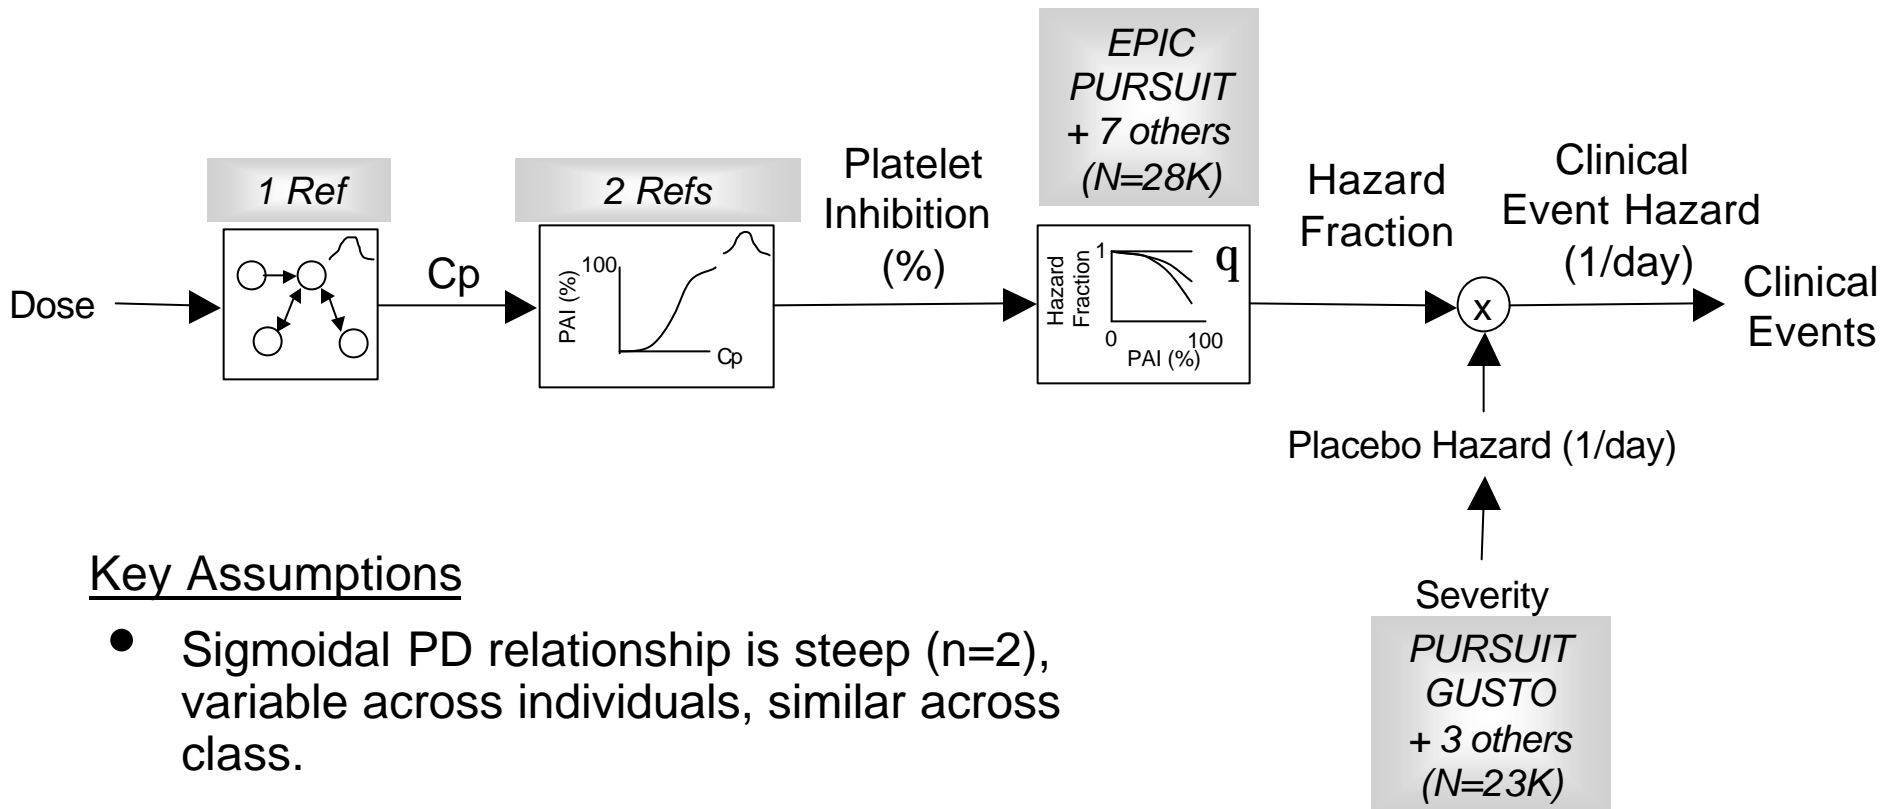 EPIC
PURSUIT
+ 7 others
(N=28K)
1 Ref
2 Refs
Platelet
Inhibition
(%)
Hazard
Fraction
Clinical
Event Hazard
(1/day)
Dose
Cp
100
PAI (%)
Cp
Hazard
Fraction
1
q
0
100
PAI (%)
x
Clinical
Events
Placebo Hazard (1/day)
Severity
PURSUIT
GUSTO
+ 3 others
(N=23K)
Key Assumptions
• Sigmoidal PD relationship is steep (n=2),
variable across individuals, similar across
class.